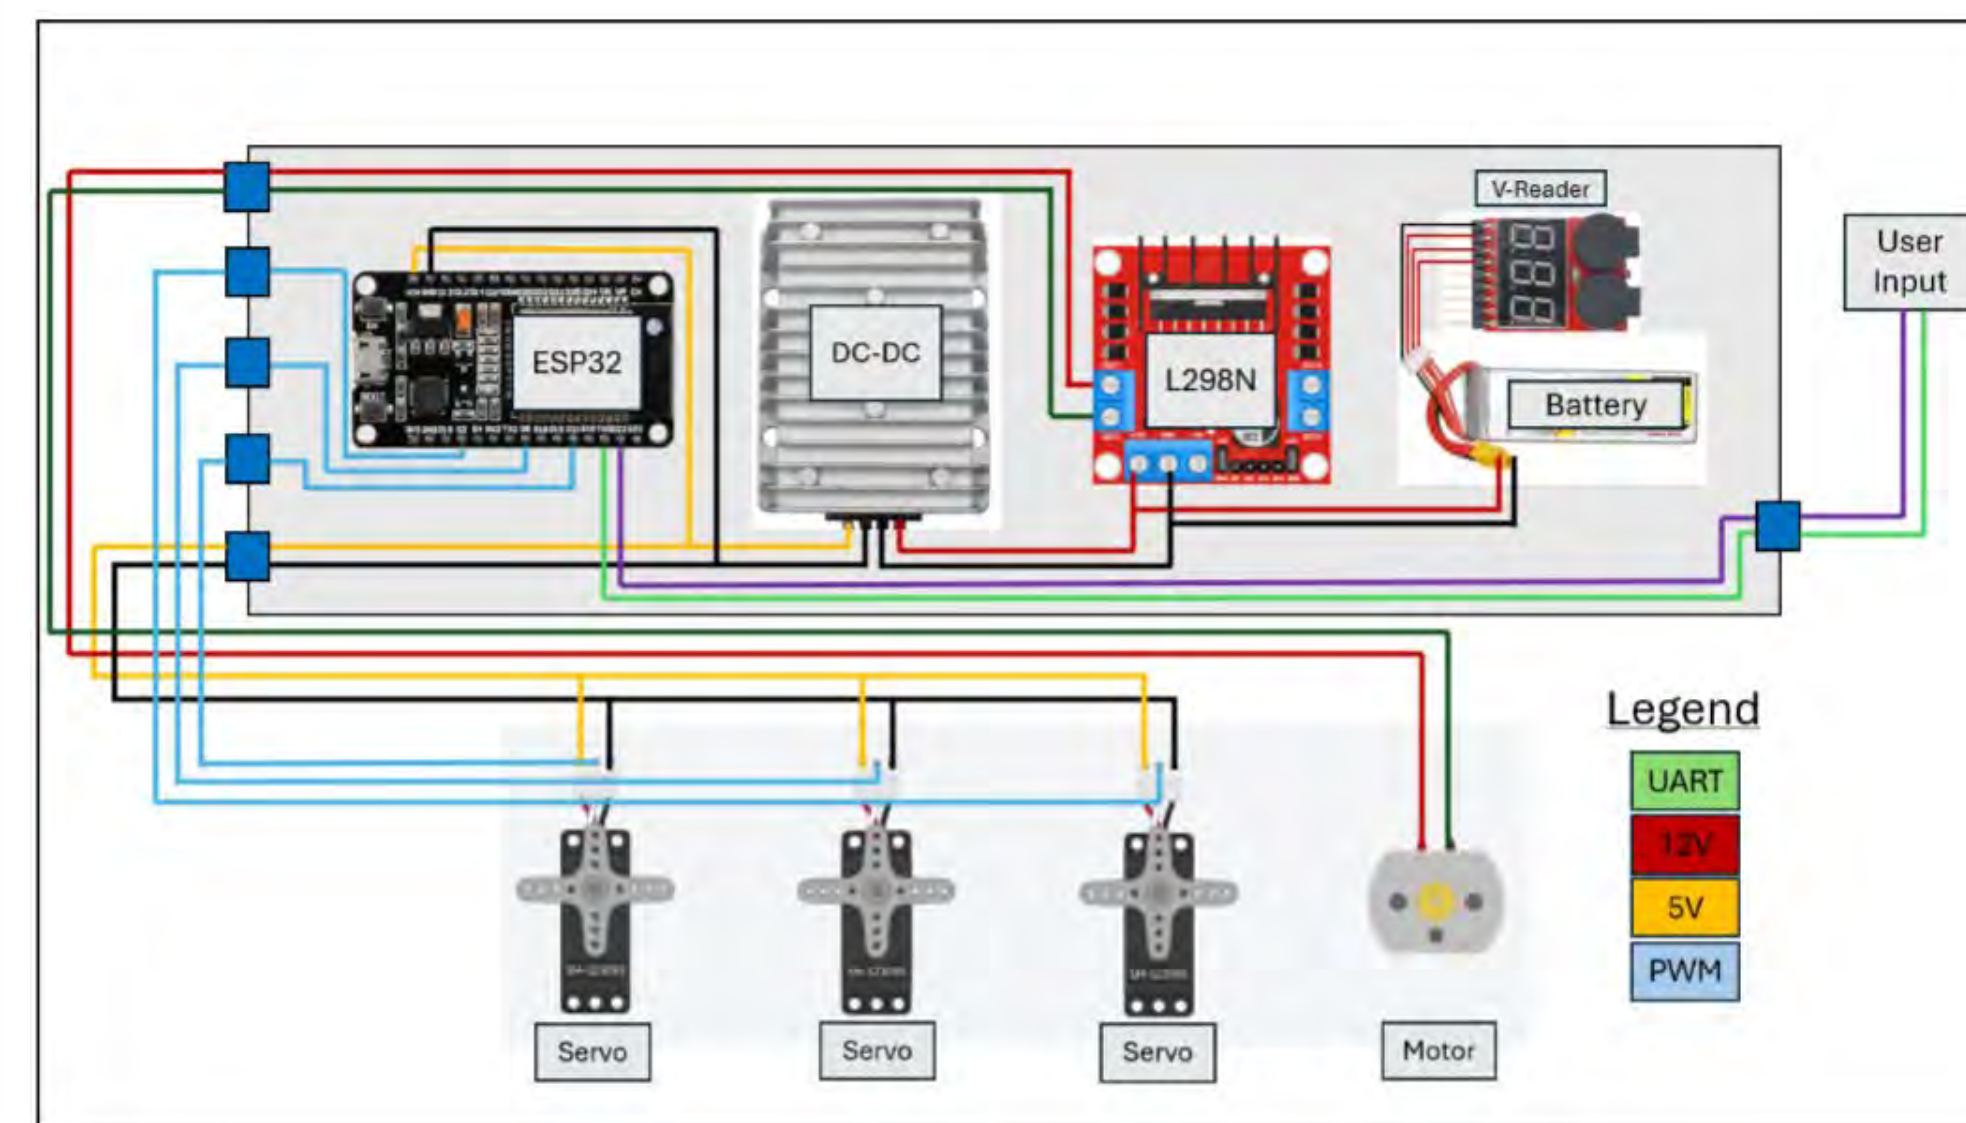 V-Reader
User
Input
ESP32
DC-DC
L298N
Battery
Legend
UART
12V
5V
PWM
Servo
Servo
Servo
Motor